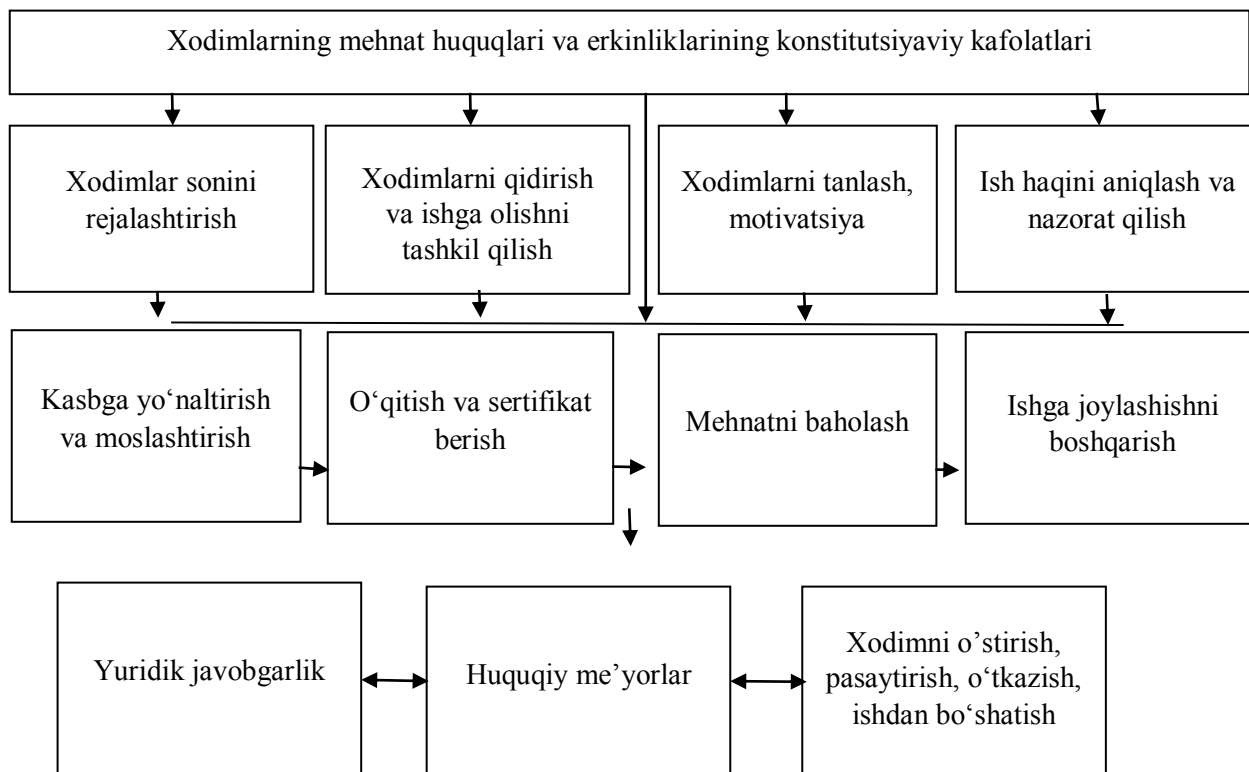 Xodimlarning mehnat huquqlari va erkinliklarining konstitutsiyaviy kafolatlari
Xodimlar sonini
rejalashtirish
Xodimlarni qidirish
va ishga olishni
tashkil qilish
Xodimlarni tanlash,
motivatsiya
Ish haqini aniqlash va
nazorat qilish
Kasbga yo‘naltirish
va moslashtirish
O‘qitish va sertifikat
berish
Mehnatni baholash
Ishga joylashishni
boshqarish
Yuridik javobgarlik
Huquqiy me’yorlar
Xodimni o’stirish,
pasaytirish, o‘tkazish,
ishdan bo‘shatish